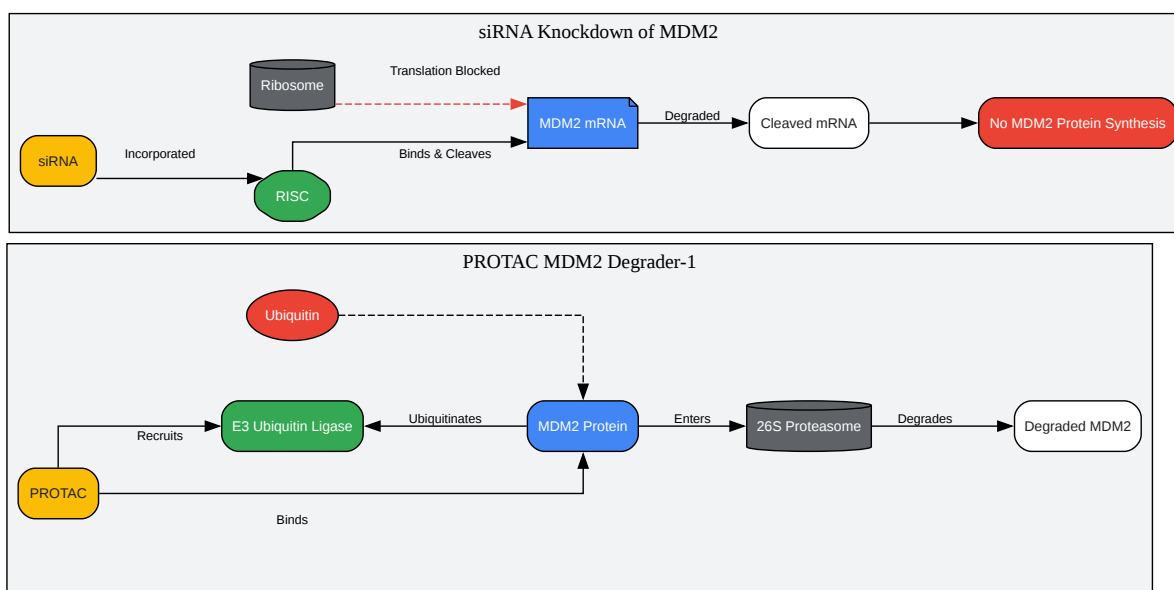 siRNA Knockdown of MDM2
Ribosome
Translation Blocked
MDM2 mRNA
Degraded
Cleaved mRNA
No MDM2 Protein Synthesis
siRNA
Incorporated
Binds & Cleaves
RISC
PROTAC MDM2 Degrader-1
Ubiquitin
E3 Ubiquitin Ligase
Ubiquitinates
MDM2 Protein
Enters
26S Proteasome
Degrades
Degraded MDM2
Recruits
PROTAC
Binds